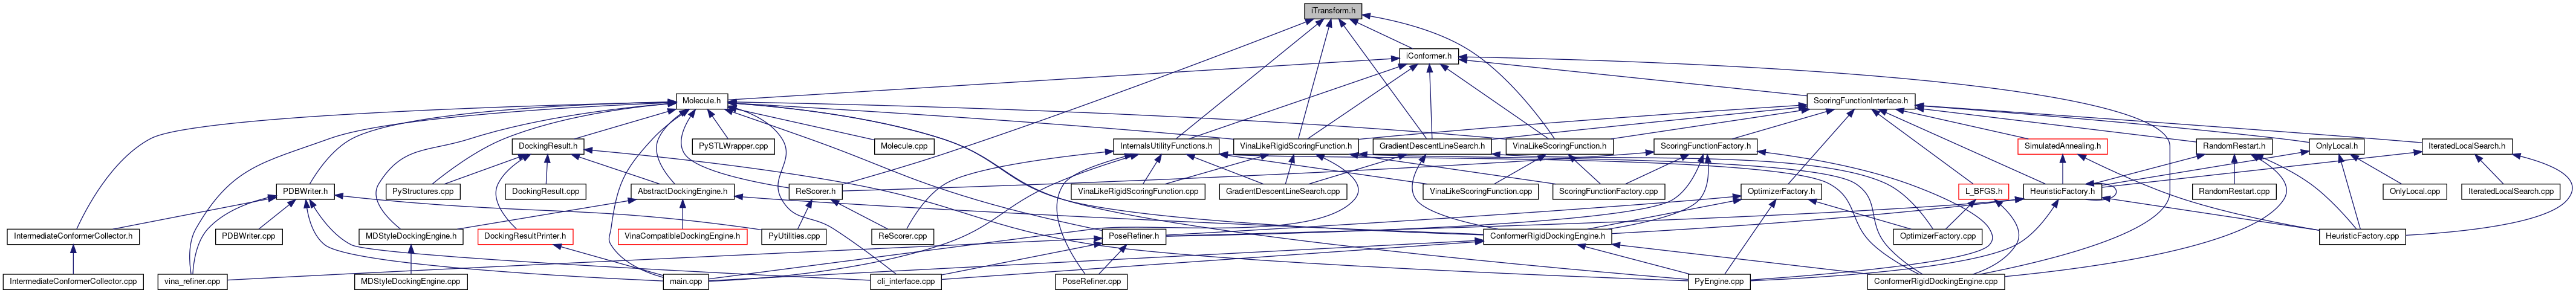 iTransform.h
iConformer.h
Molecule.h
ScoringFunctionInterface.h
DockingResult.h
PySTLWrapper.cpp
Molecule.cpp
InternalsUtilityFunctions.h
VinaLikeRigidScoringFunction.h
GradientDescentLineSearch.h
VinaLikeScoringFunction.h
ScoringFunctionFactory.h
SimulatedAnnealing.h
RandomRestart.h
OnlyLocal.h
IteratedLocalSearch.h
PDBWriter.h
PyStructures.cpp
DockingResult.cpp
AbstractDockingEngine.h
ReScorer.h
VinaLikeRigidScoringFunction.cpp
GradientDescentLineSearch.cpp
VinaLikeScoringFunction.cpp
ScoringFunctionFactory.cpp
OptimizerFactory.h
L_BFGS.h
HeuristicFactory.h
RandomRestart.cpp
OnlyLocal.cpp
IteratedLocalSearch.cpp
IntermediateConformerCollector.h
PDBWriter.cpp
MDStyleDockingEngine.h
DockingResultPrinter.h
VinaCompatibleDockingEngine.h
PyUtilities.cpp
ReScorer.cpp
PoseRefiner.h
ConformerRigidDockingEngine.h
OptimizerFactory.cpp
HeuristicFactory.cpp
IntermediateConformerCollector.cpp
vina_refiner.cpp
MDStyleDockingEngine.cpp
main.cpp
cli_interface.cpp
PoseRefiner.cpp
PyEngine.cpp
ConformerRigidDockingEngine.cpp